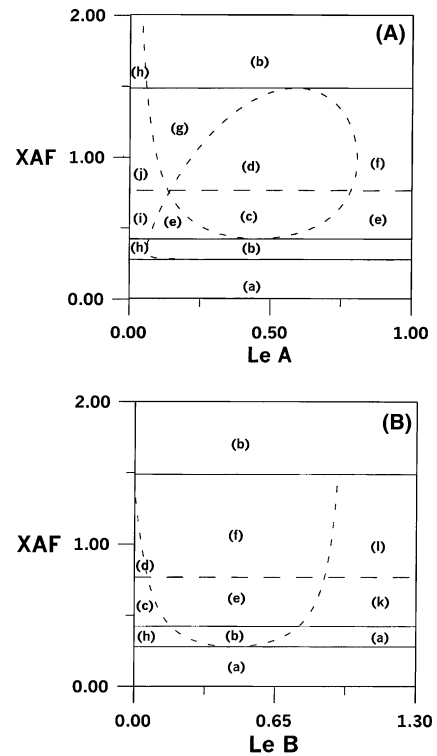 2.00
(A)
(h)
(b)
(g)
XAF
1.00
(j)
(d)
(f)
(i)
(e)
(c)
(e)
(h)
(b)
(a)
0.00
0.00
0.50
1.00
Le A
2.00
(B)
(b)
XAF
1.00
(f)
(l)
(d)
(c)
(e)
(k)
(h)
(b)
(a)
(a)
0.00
0.00
0.65
1.30
Le B